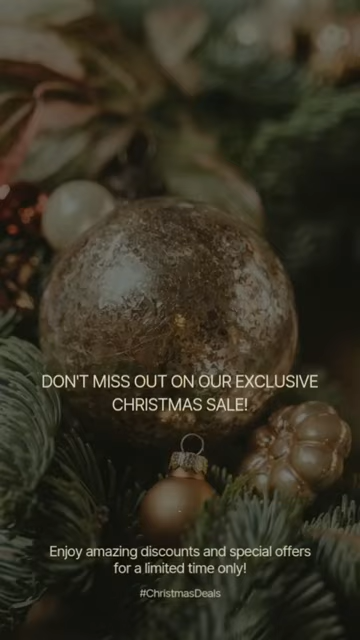 DON'T MISS OUT ON OUR EXCLUSIVE
CHRISTMAS SALE!
Enjoy amazing discounts and special offers
for a limited time only!
#ChristmasDeals